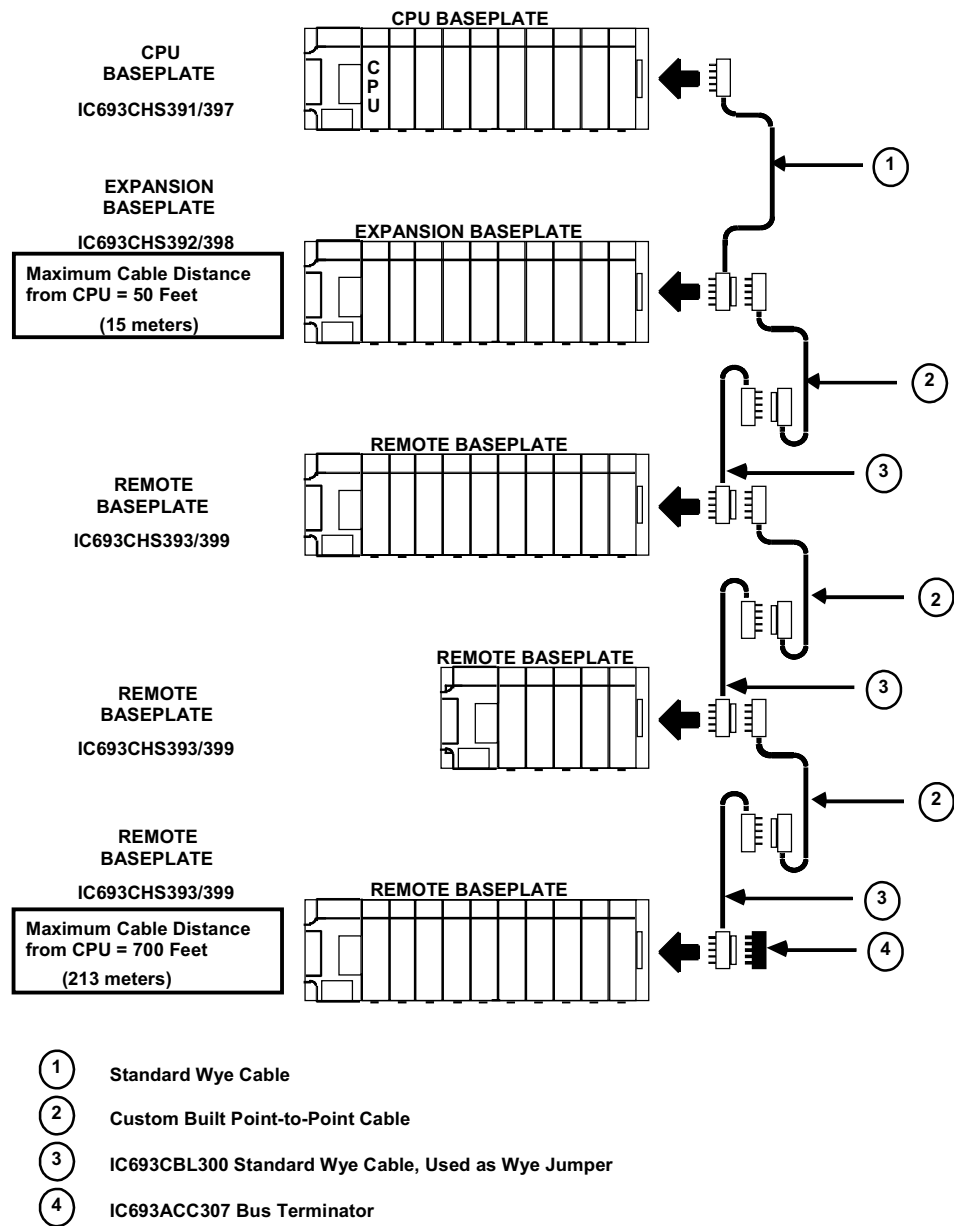 CPU BASEPLATE
CPU
BASEPLATE
IC693CHS391/397
C
P
U
1
EXPANSION
BASEPLATE
IC693CHS392/398
EXPANSION BASEPLATE
Maximum Cable Distance
from CPU = 50 Feet
(15 meters)
2
REMOTE BASEPLATE
3
REMOTE
BASEPLATE
IC693CHS393/399
2
REMOTE BASEPLATE
3
REMOTE
BASEPLATE
IC693CHS393/399
2
REMOTE
BASEPLATE
IC693CHS393/399
REMOTE BASEPLATE
3
Maximum Cable Distance
from CPU = 700 Feet
(213 meters)
4
1 Standard Wye Cable
2 Custom Built Point-to-Point Cable
3 IC693CBL300 Standard Wye Cable, Used as Wye Jumper
4 IC693ACC307 Bus Terminator